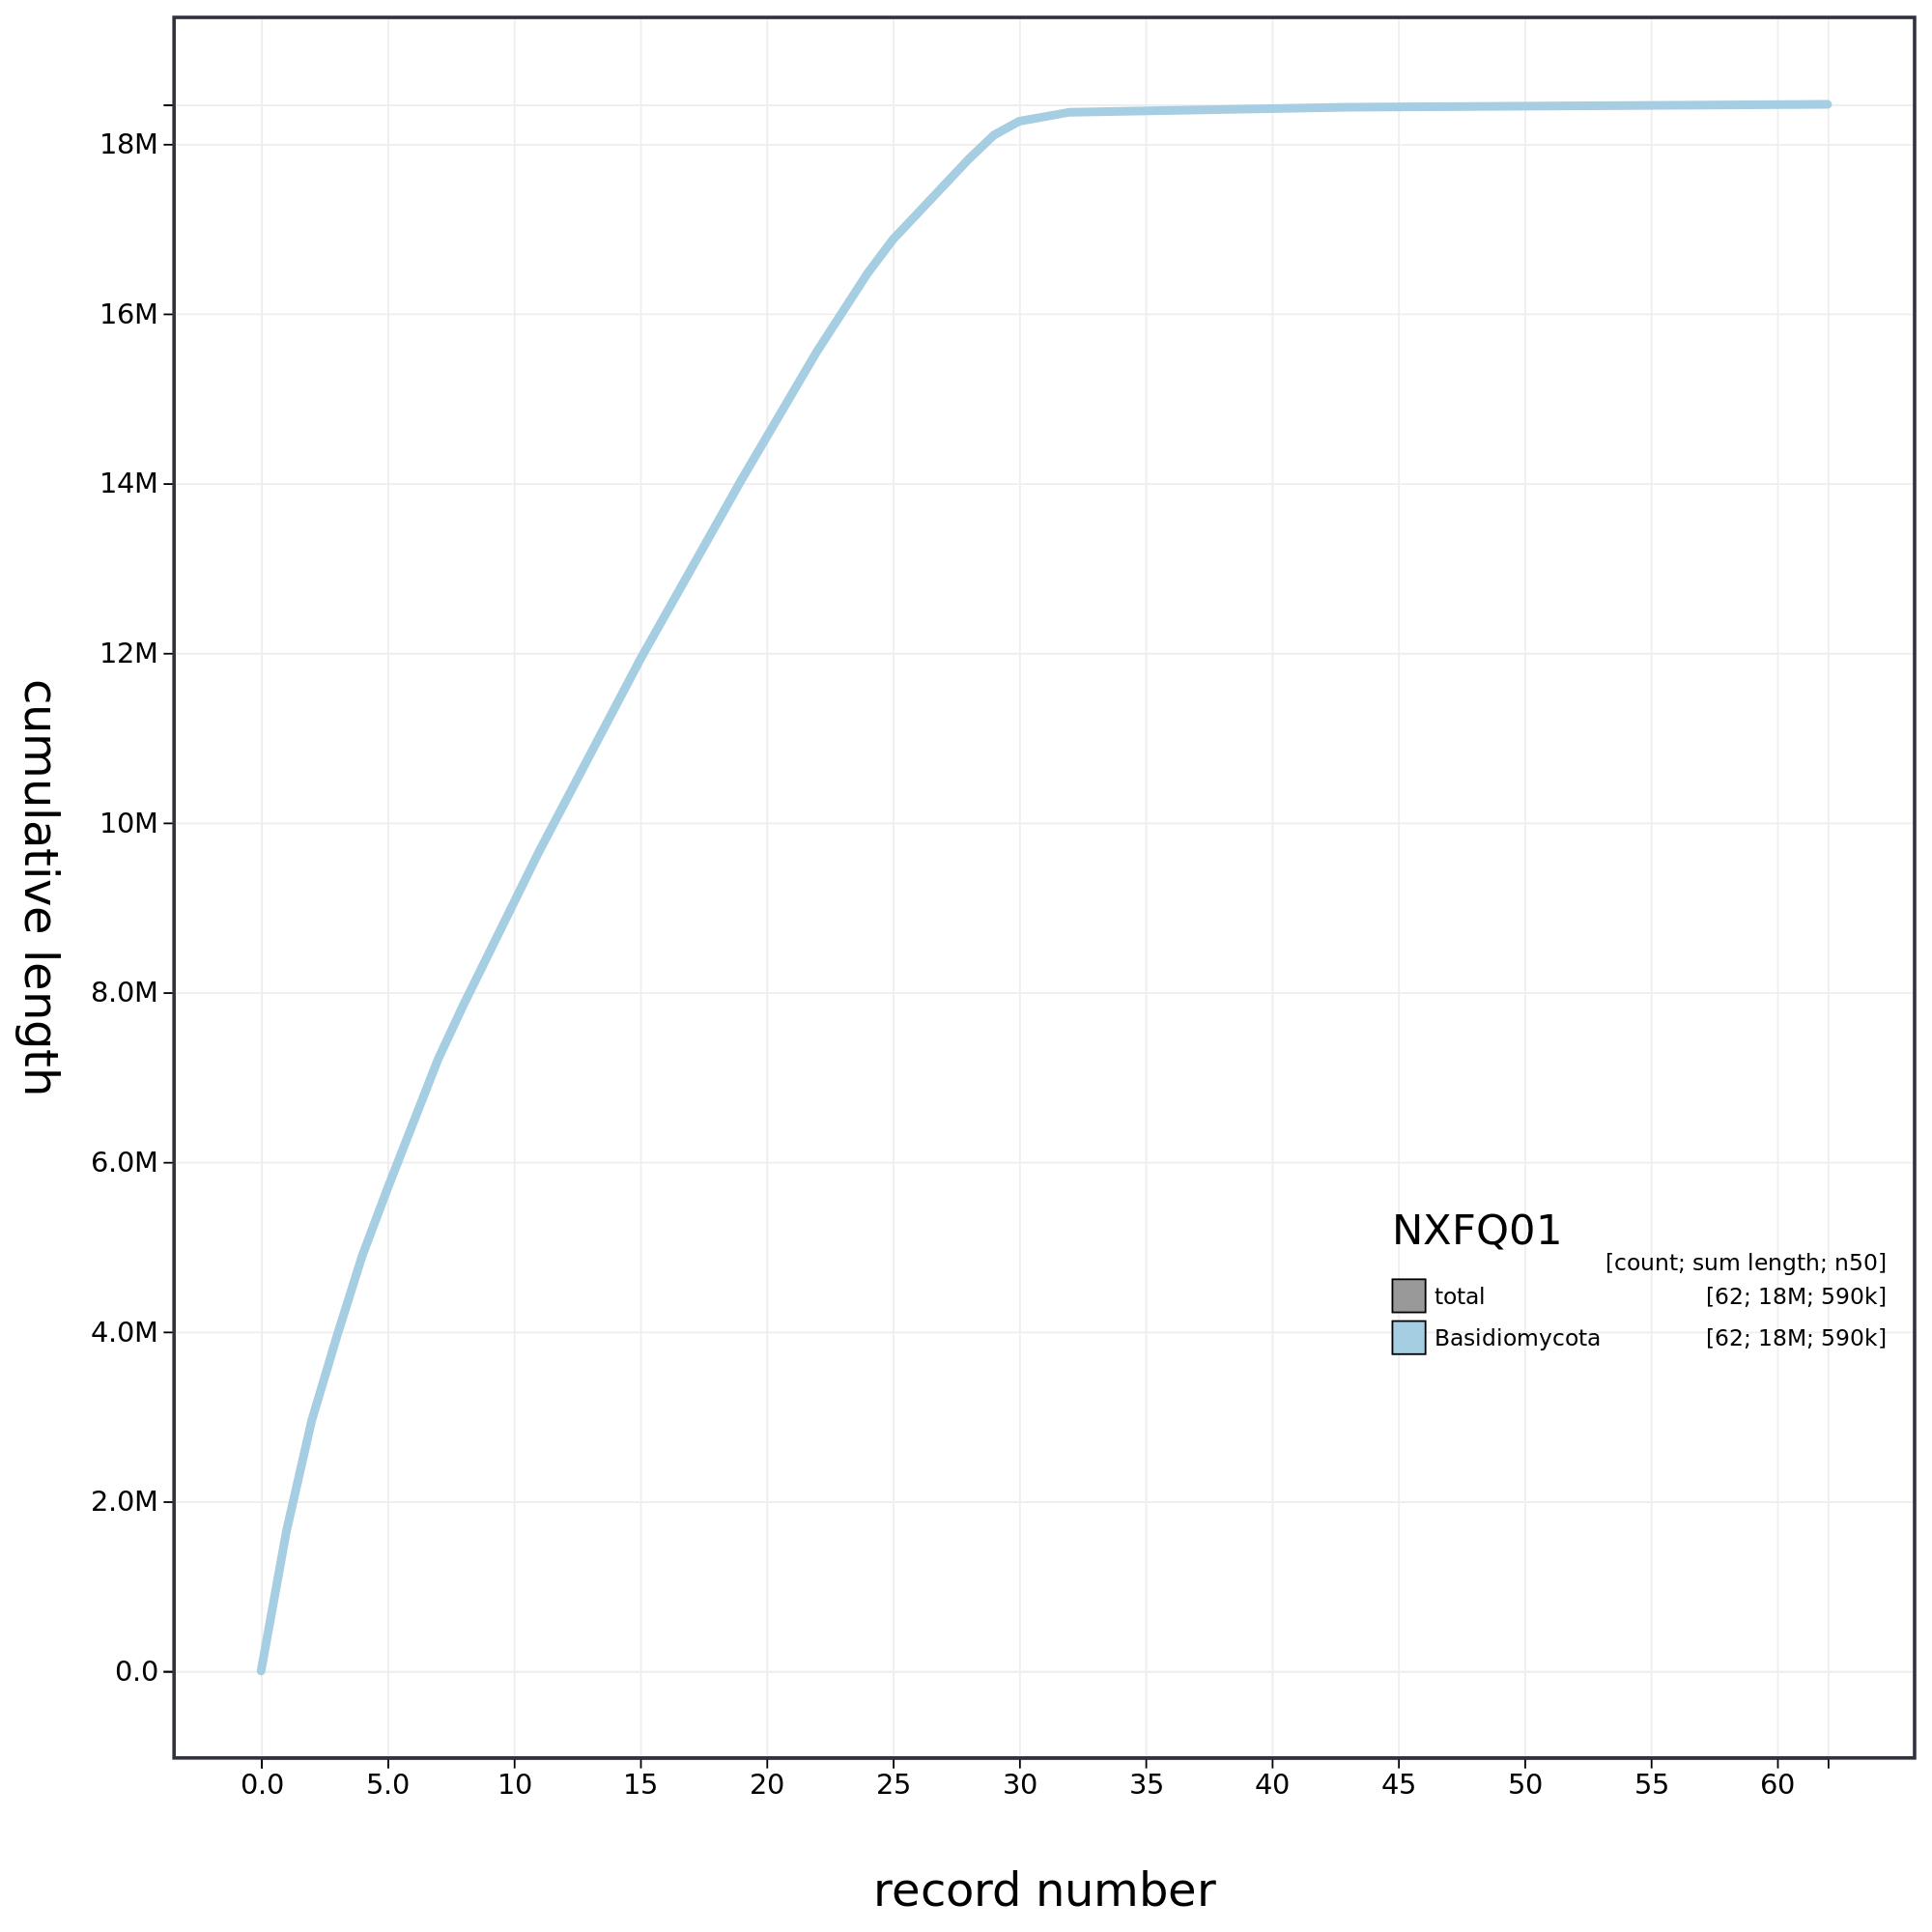 cumulative length
18M
16M
14M
12M
10M
8.0M
6.0M
4.0M
2.0M
0.0
NXFQ01
[count; sum length; n50]
total [62; 18M; 590k]
Basidiomycota [62; 18M; 590k]
0.0 5.0 10 15 20 25 30 35 40 45 50 55 60
record number